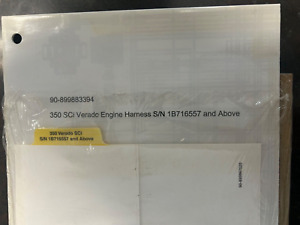 90-899883394
350 SCi Verado Engine Harness S/N 1B716557 and Above
350 Verado SCi
S/N 1B716557 and Above